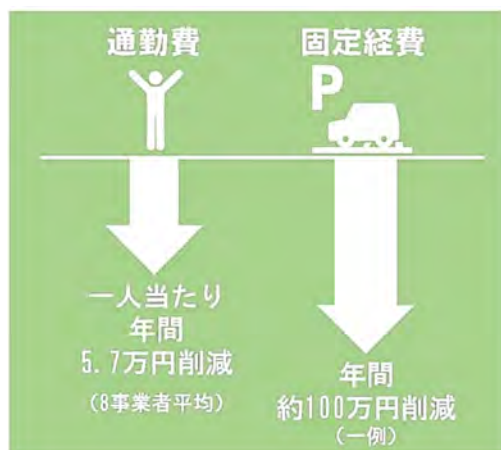 通勤費
一人当たり
年間
5.7万円削減
(8事業者平均)
固定経費
P
年間
約100万円削減
(一例)